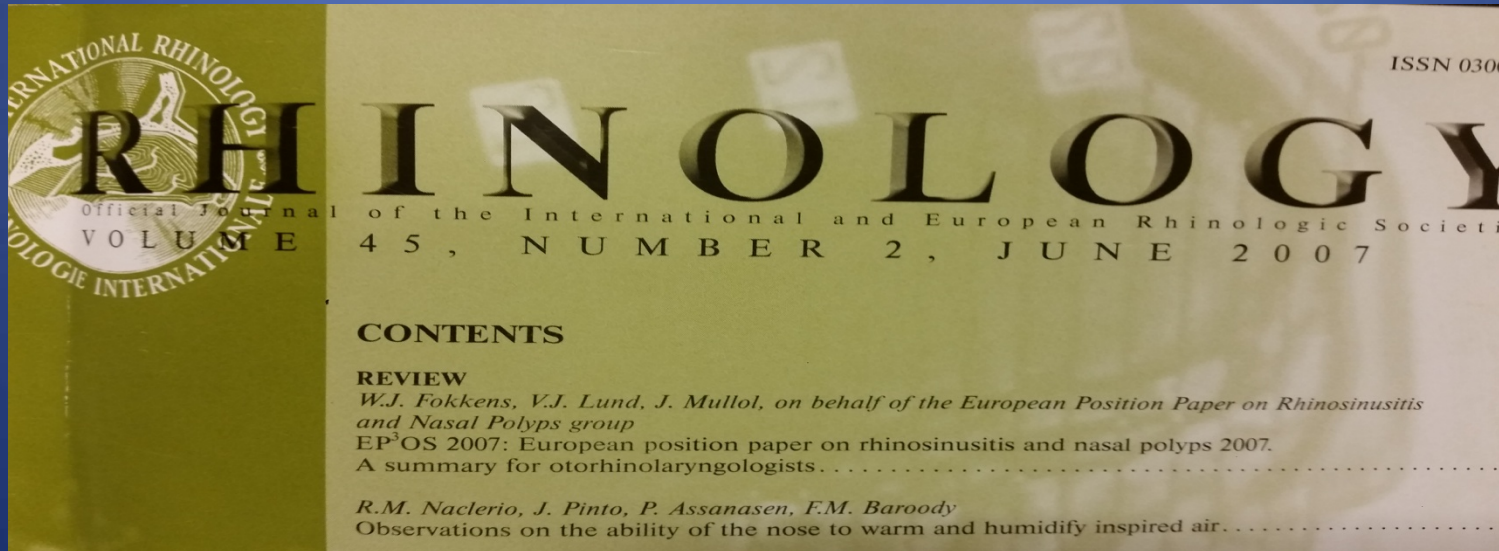 INTERNATIONAL RHINOLOGY
ISSN 030
RHINOLOGY
Official Journal of the International and European Rhinologic Societi
VOLUME 45, NUMBER 2, JUNE 2007
RHINOLOGIE INTERNATIONALE
CONTENTS
REVIEW
W.J. Fokkens, V.J. Lund, J. Mullol, on behalf of the European Position Paper on Rhinosinusitis
and Nasal Polyps group
EP³OS 2007: European position paper on rhinosinusitis and nasal polyps 2007.
A summary for otorhinolaryngologists
R.M. Naclerio, J. Pinto, P. Assanasen, F.M. Baroody
Observations on the ability of the nose to warm and humidify inspired air